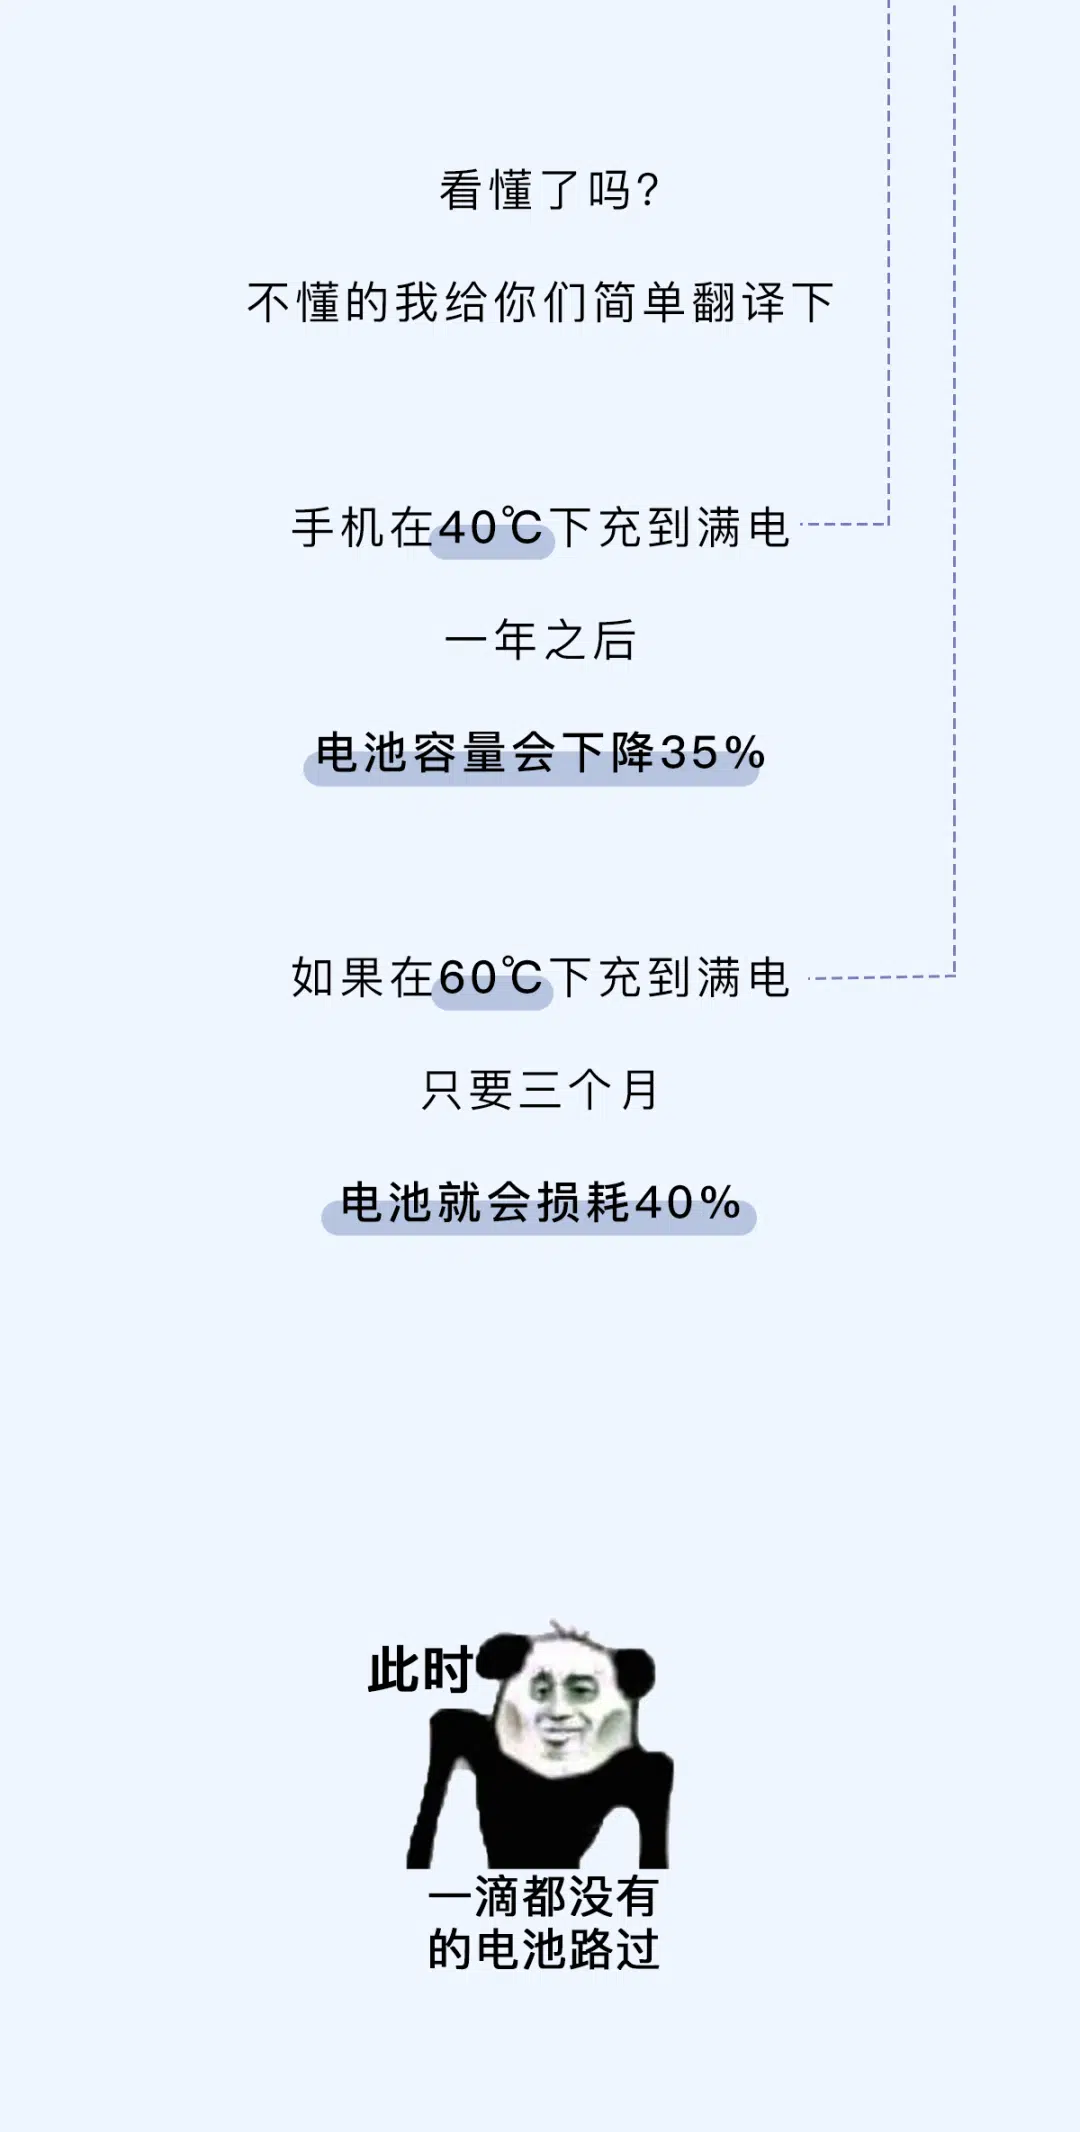 看懂了吗?
不懂的我给你们简单翻译下
手机在40℃下充到满电
一年之后
电池容量会下降35%
如果在60℃下充到满电
只要三个月
电池就会损耗40%
此时
一滴都没有
的电池路过